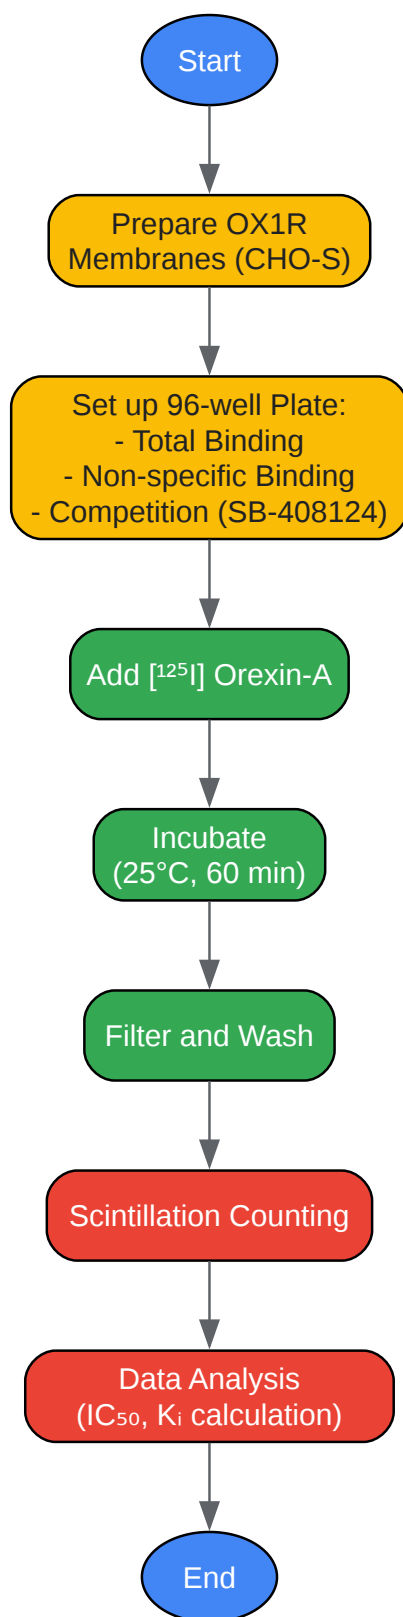 Start
Prepare OX1R
Membranes (CHO-S)
Set up 96-well Plate:
- Total Binding
- Non-specific Binding
- Competition (SB-408124)
Add [¹²⁵I] Orexin-A
Incubate
(25°C, 60 min)
Filter and Wash
Scintillation Counting
Data Analysis
(IC₅₀, Kᵢ calculation)
End